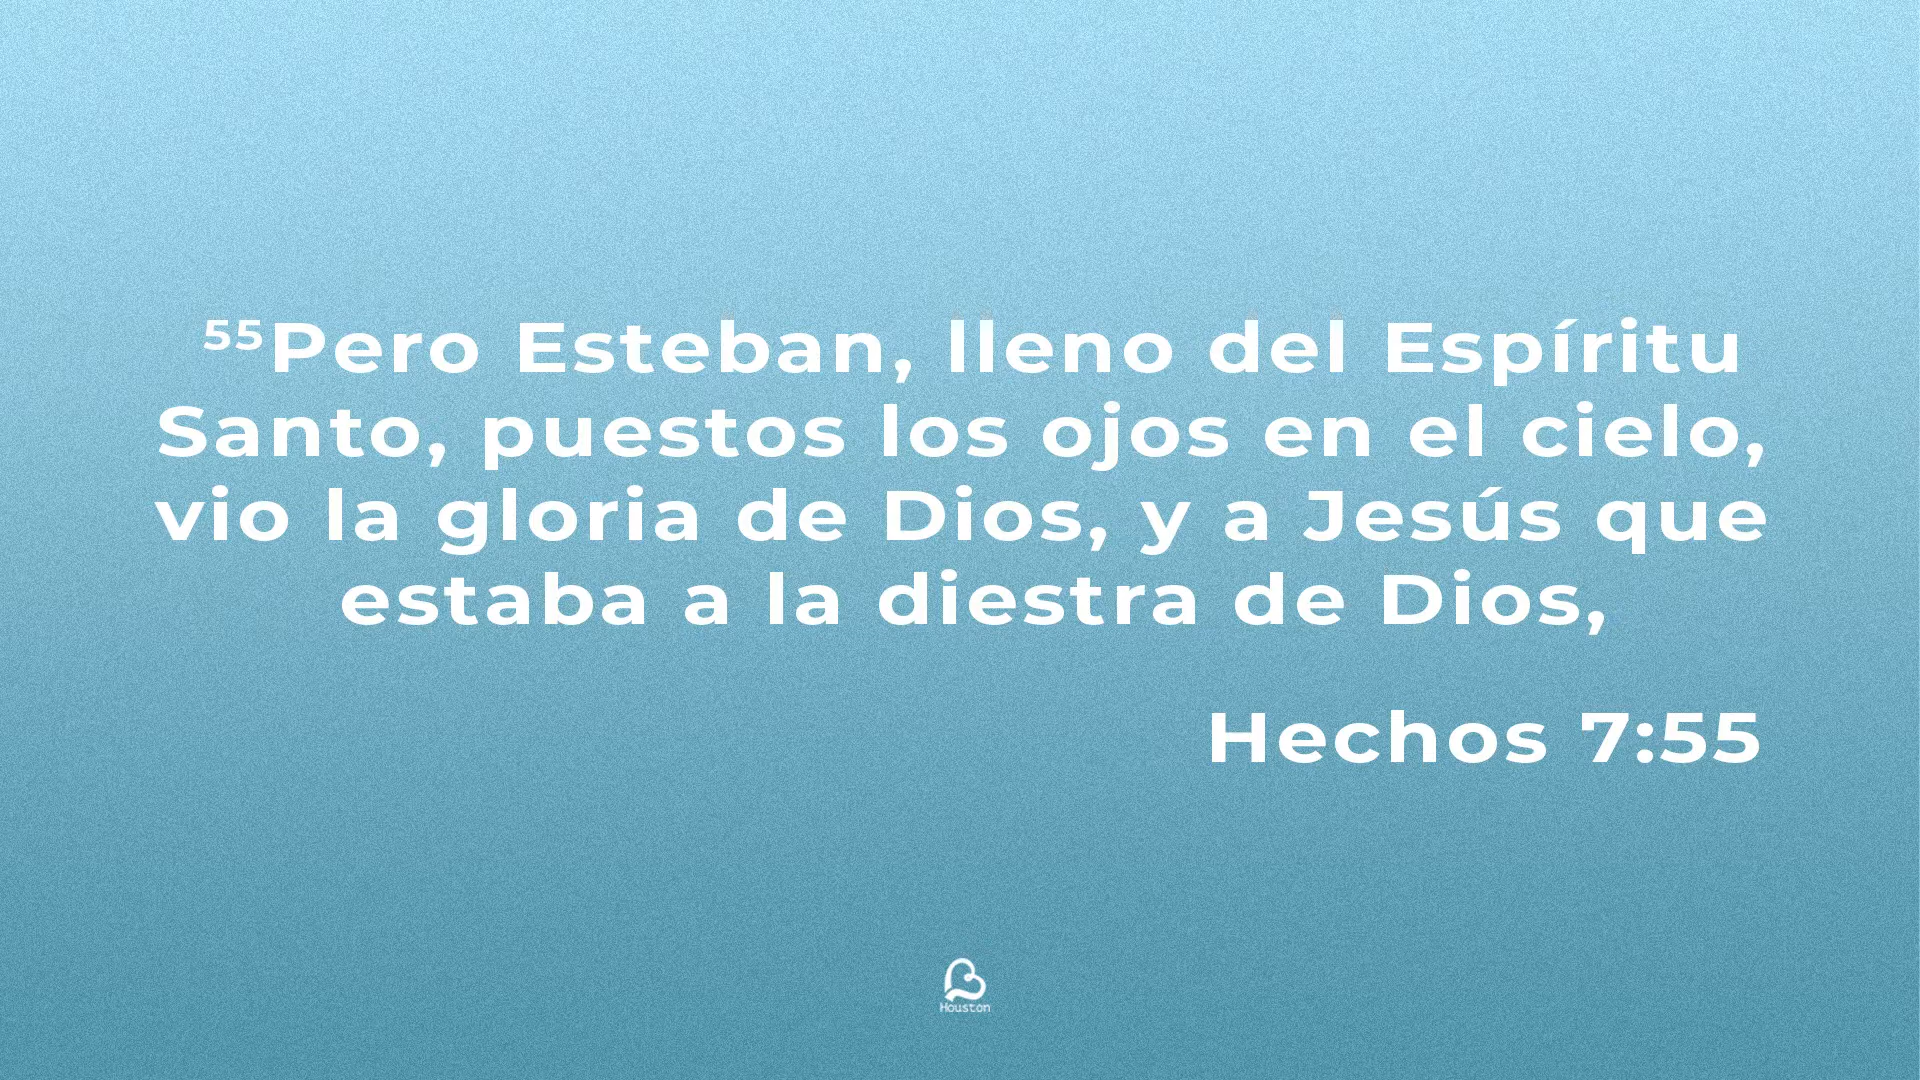 ⁵⁵Pero Esteban, lleno del Espíritu
Santo, puestos los ojos en el cielo,
vio la gloria de Dios, y a Jesús que
estaba a la diestra de Dios,
Hechos 7:55
Houston